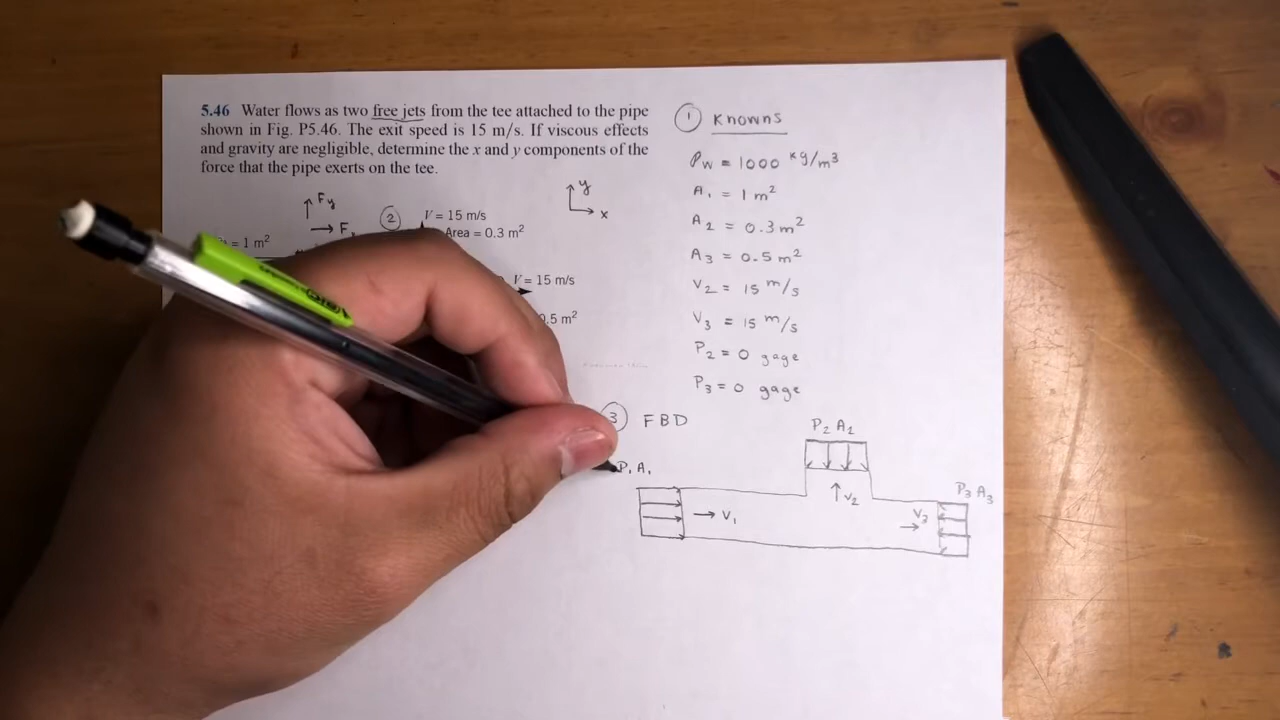 5.46 Water flows as two free jets from the tee attached to the pipe
shown in Fig. P5.46. The exit speed is 15 m/s. If viscous effects
and gravity are negligible, determine the x and y components of the
force that the pipe exerts on the tee.
Fy
F
②
V = 15 m/s
Area = 0.3 m²
= 1 m²
V = 15 m/s
0.5 m²
y
x
① KNOWNS
ρw = 1000 kg/m³
A₁ = 1 m²
A₂ = 0.3 m²
A₃ = 0.5 m²
V₂ = 15 m/s
V₃ = 15 m/s
P₂ = 0 gage
P₃ = 0 gage
③ FBD
P₁ A₁
V₁
P₂ A₂
V₂
V₃
P₃ A₃